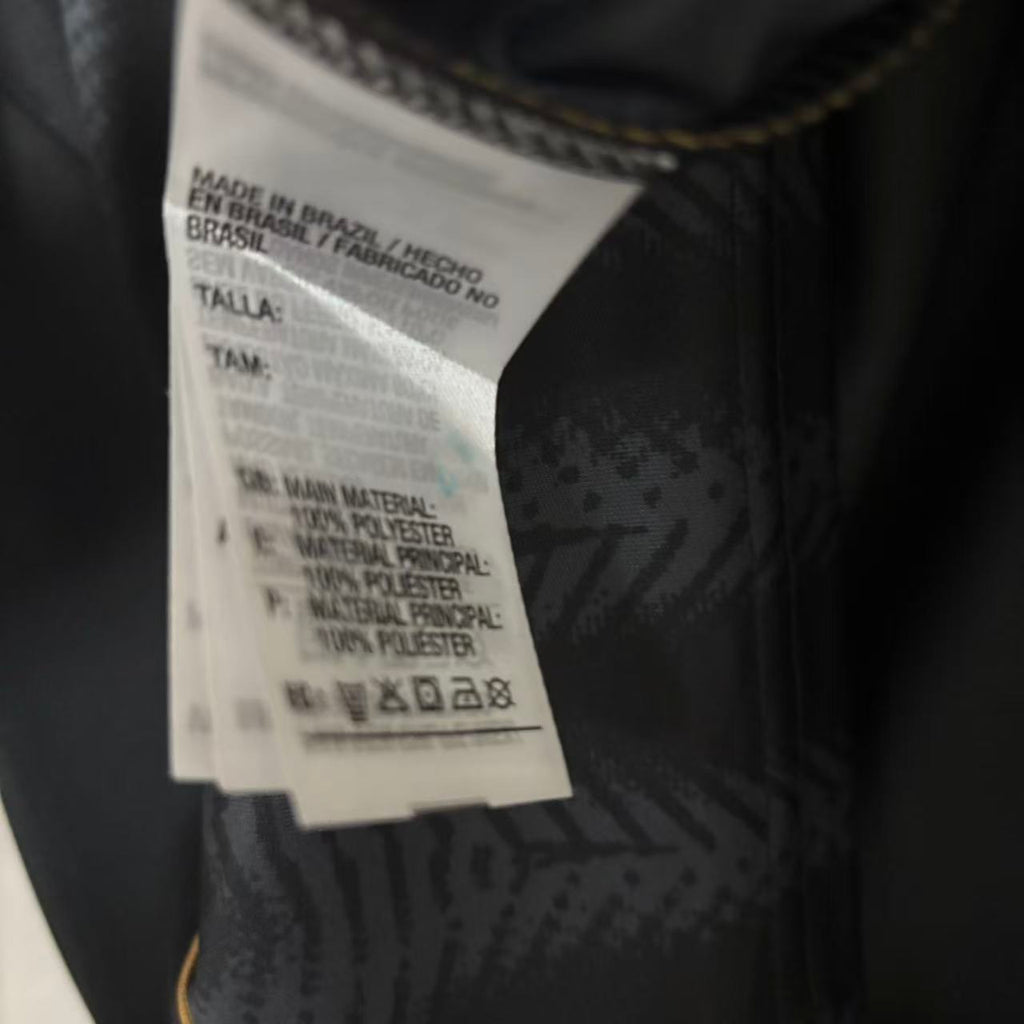 MADE IN BRAZIL / HECHO
EN BRASIL / FABRICADO NO
BRASIL
TALLA:
TAM:
GB: MAIN MATERIAL:
100% POLYESTER
E: MATERIAL PRINCIPAL:
100% POLIÉSTER
P: MATERIAL PRINCIPAL:
100% POLIÉSTER